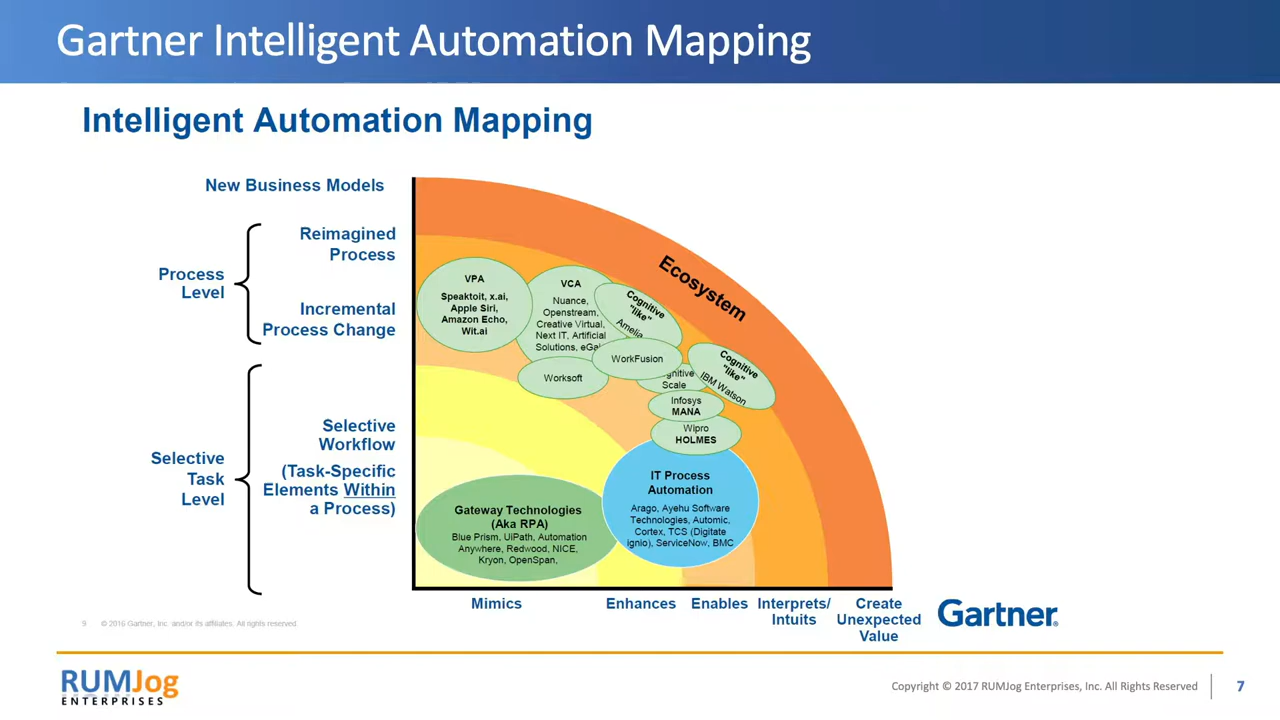 Gartner Intelligent Automation Mapping
Intelligent Automation Mapping
New Business Models
Reimagined
Process
Process
Level
Incremental
Process Change
Selective
Task
Level
Selective
Workflow
(Task-Specific
Elements Within
a Process)
Ecosystem
VPA
Speaktoit, x.ai,
Apple Siri,
Amazon Echo,
Wit.ai
VCA
Nuance,
Openstream,
Creative Virtual,
Next IT, Artificial
Solutions,
Cognitive
"like"
Amelia
WorkFusion
Worksoft
Scale
Cognitive
"like"
IBM Watson
Infosys
MANA
Wipro
HOLMES
IT Process
Automation
Arago, Ayehu Software
Technologies, Automic,
Cortex, TCS (Digitate
ignio), ServiceNow, BMC
Gateway Technologies
(Aka RPA)
Blue Prism, UiPath, Automation
Anywhere, Redwood, NICE,
Kryon, OpenSpan,
Mimics
Enhances
Enables
Interprets/
Intuits
Create
Unexpected
Value
Gartner®
9 © 2016 Gartner, Inc. and/or its affiliates. All rights reserved.
RUMJog
ENTERPRISES
Copyright © 2017 RUMJog Enterprises, Inc. All Rights Reserved
7